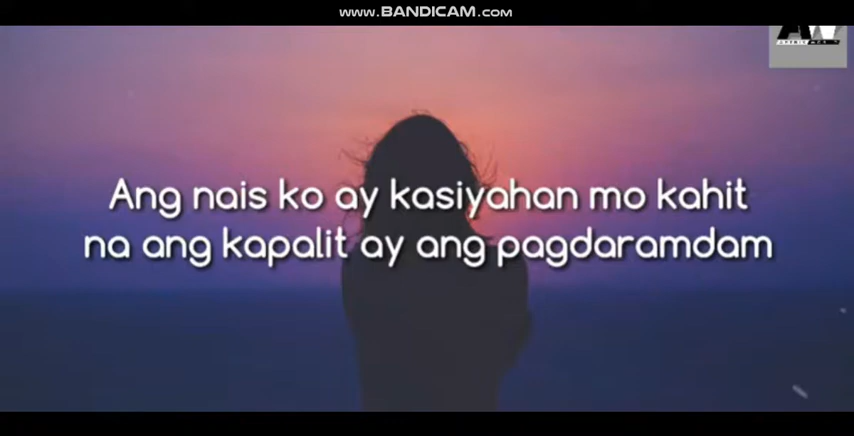 www.BANDICAM.com
Ang nais ko ay kasiyahan mo kahit
na ang kapalit ay ang pagdaramdam